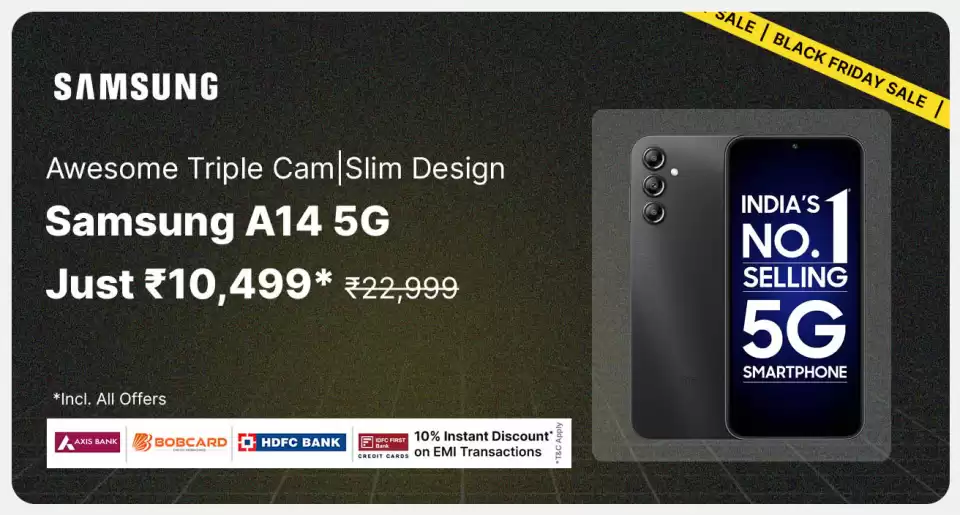 SALE | BLACK FRIDAY SALE |
SAMSUNG
Awesome Triple Cam|Slim Design
Samsung A14 5G
Just ₹10,499* ₹22,999
*Incl. All Offers
AXIS BANK
BOBCARD
HDFC BANK
IDFC FIRST
Bank
CREDIT CARDS
10% Instant Discount*
on EMI Transactions
*T&C Apply
INDIA'S
NO.1
SELLING
5G
SMARTPHONE